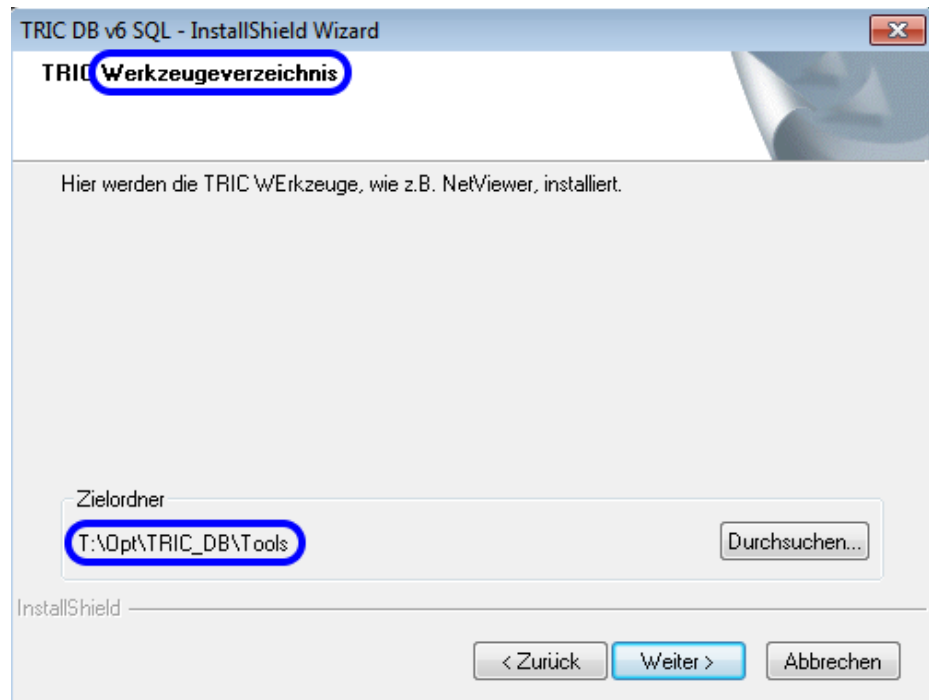 TRIC DB v6 SQL - InstallShield Wizard
TRIC Werkzeugeverzeichnis
Hier werden die TRIC WErkzeuge, wie z.B. NetViewer, installiert.
Zielordner
T:\Opt\TRIC_DB\Tools
Durchsuchen...
InstallShield
< Zurück Weiter > Abbrechen